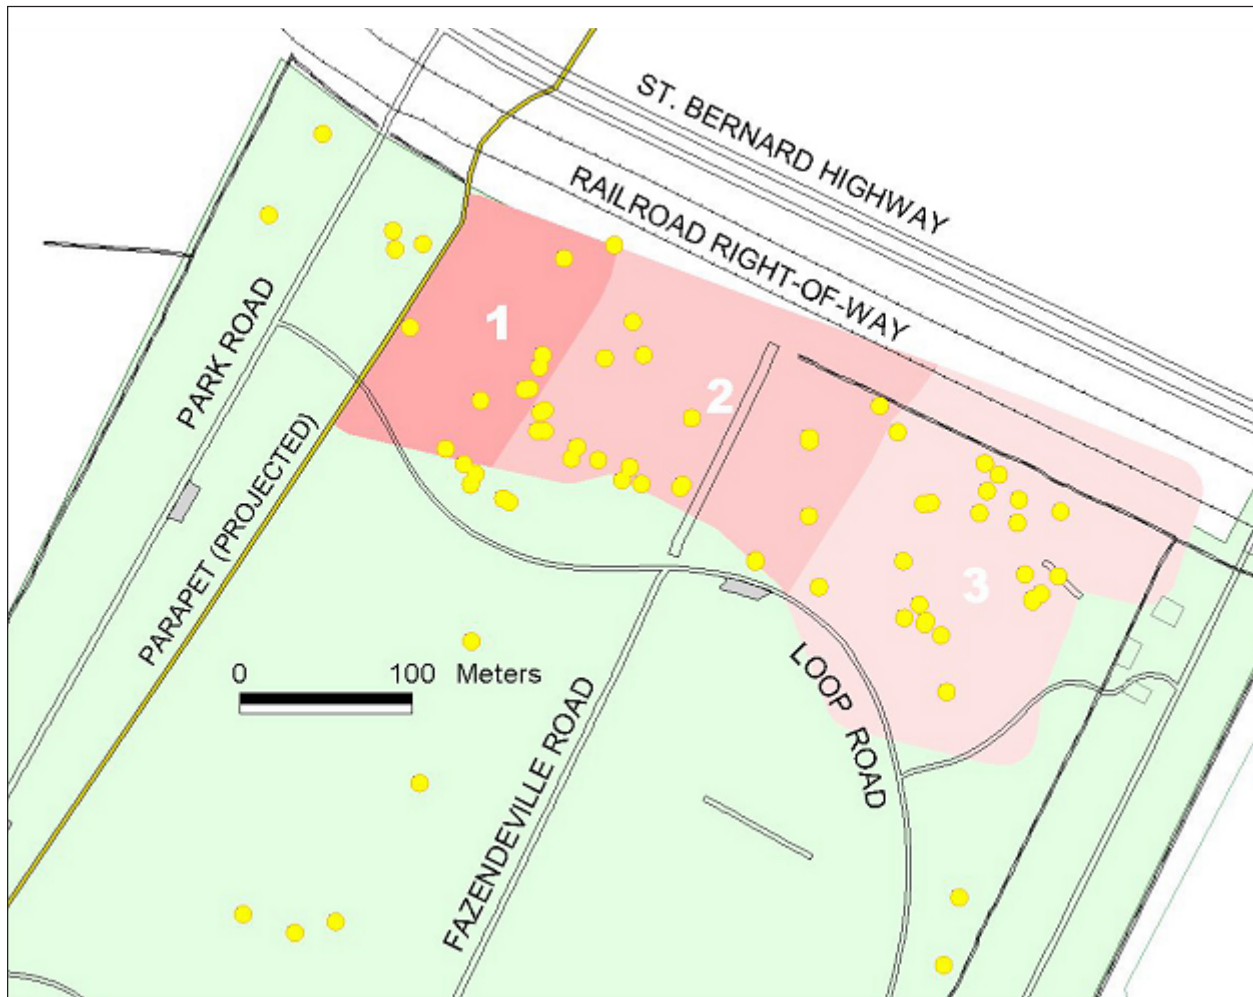 ST. BERNARD HIGHWAY
RAILROAD RIGHT-OF-WAY
PARK ROAD
1
2
3
PARAPET (PROJECTED)
0 100 Meters
LOOP ROAD
FAZENDEVILLE ROAD